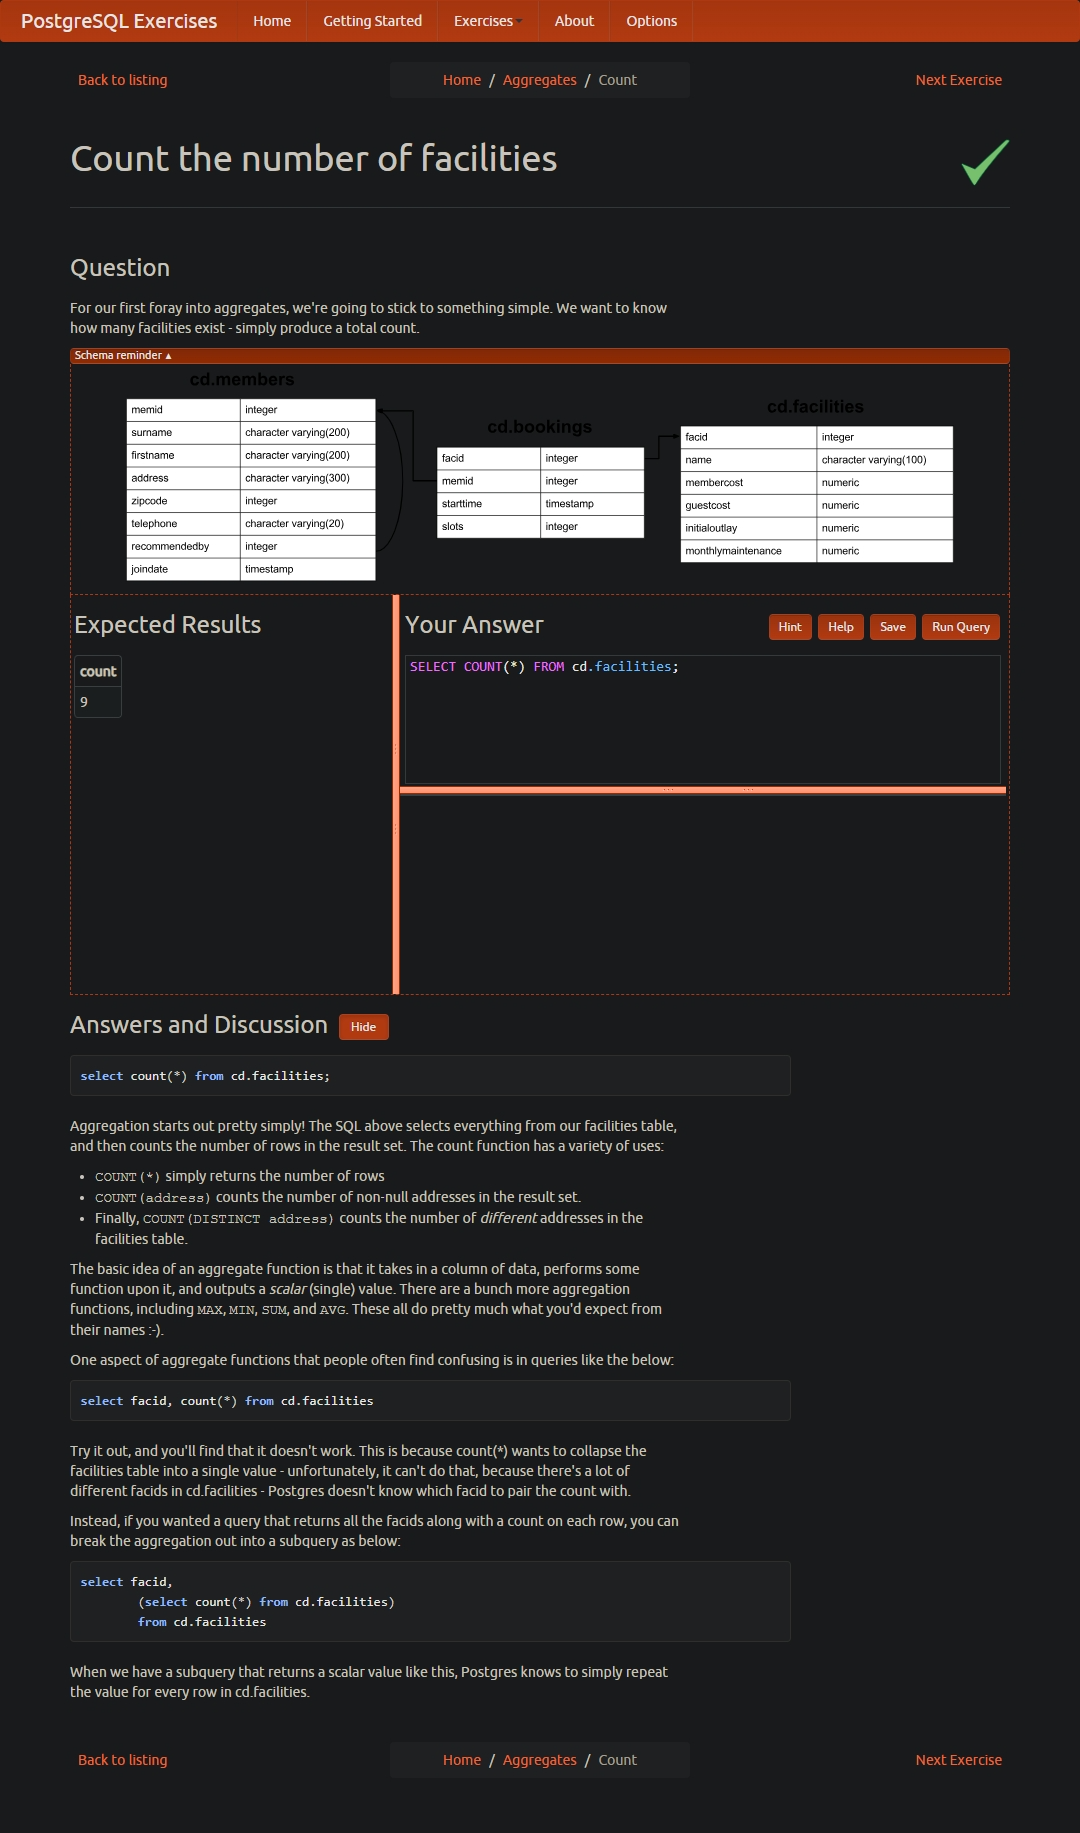 PostgreSQL Exercises Home Getting Started Exercises About Options
Back to listing Home / Aggregates / Count Next Exercise
Count the number of facilities
Question
For our first foray into aggregates, we're going to stick to something simple. We want to know
how many facilities exist - simply produce a total count.
Schema reminder ▴
cd.members
memid integer
surname character varying(200)
firstname character varying(200)
address character varying(300)
zipcode integer
telephone character varying(20)
recommendedby integer
joindate timestamp
cd.bookings
facid integer
memid integer
starttime timestamp
slots integer
cd.facilities
facid integer
name character varying(100)
membercost numeric
guestcost numeric
initialoutlay numeric
monthlymaintenance numeric
Expected Results
count
9
Your Answer Hint Help Save Run Query
SELECT COUNT(*) FROM cd.facilities;
Answers and Discussion Hide
select count(*) from cd.facilities;
Aggregation starts out pretty simply! The SQL above selects everything from our facilities table,
and then counts the number of rows in the result set. The count function has a variety of uses:
• COUNT(*) simply returns the number of rows
• COUNT(address) counts the number of non-null addresses in the result set.
• Finally, COUNT(DISTINCT address) counts the number of different addresses in the
facilities table.
The basic idea of an aggregate function is that it takes in a column of data, performs some
function upon it, and outputs a scalar (single) value. There are a bunch more aggregation
functions, including MAX, MIN, SUM, and AVG. These all do pretty much what you'd expect from
their names :-).
One aspect of aggregate functions that people often find confusing is in queries like the below:
select facid, count(*) from cd.facilities
Try it out, and you'll find that it doesn't work. This is because count(*) wants to collapse the
facilities table into a single value - unfortunately, it can't do that, because there's a lot of
different facids in cd.facilities - Postgres doesn't know which facid to pair the count with.
Instead, if you wanted a query that returns all the facids along with a count on each row, you can
break the aggregation out into a subquery as below:
select facid,
(select count(*) from cd.facilities)
from cd.facilities
When we have a subquery that returns a scalar value like this, Postgres knows to simply repeat
the value for every row in cd.facilities.
Back to listing Home / Aggregates / Count Next Exercise